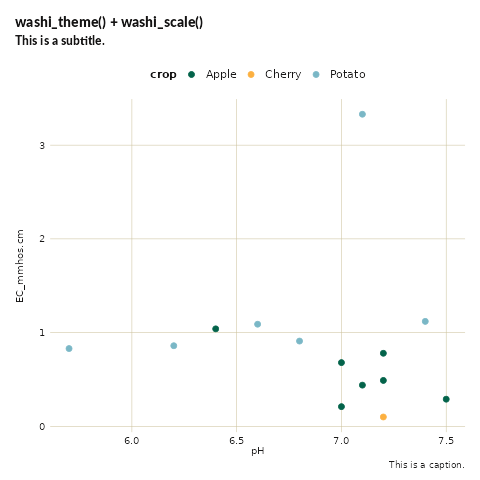 washi_theme() + washi_scale()
This is a subtitle.
crop Apple Cherry Potato
3
2
1
0
EC_mmhos.cm
6.0 6.5 7.0 7.5
pH
This is a caption.